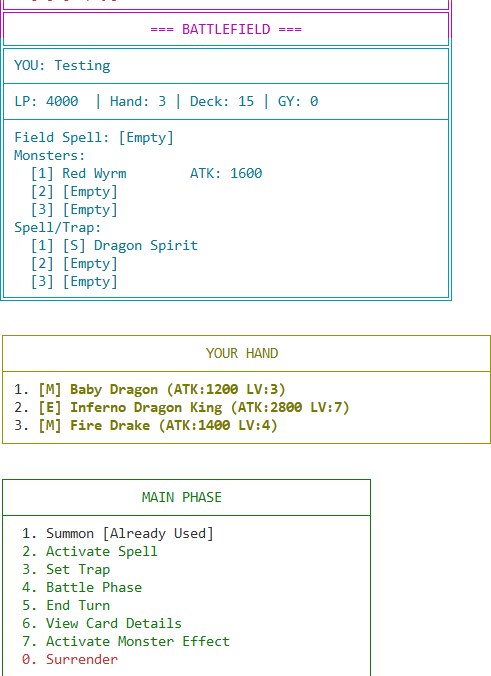 === BATTLEFIELD ===
YOU: Testing
LP: 4000 | Hand: 3 | Deck: 15 | GY: 0
Field Spell: [Empty]
Monsters:
[1] Red Wyrm ATK: 1600
[2] [Empty]
[3] [Empty]
Spell/Trap:
[1] [S] Dragon Spirit
[2] [Empty]
[3] [Empty]
YOUR HAND
1. [M] Baby Dragon (ATK:1200 LV:3)
2. [E] Inferno Dragon King (ATK:2800 LV:7)
3. [M] Fire Drake (ATK:1400 LV:4)
MAIN PHASE
1. Summon [Already Used]
2. Activate Spell
3. Set Trap
4. Battle Phase
5. End Turn
6. View Card Details
7. Activate Monster Effect
0. Surrender